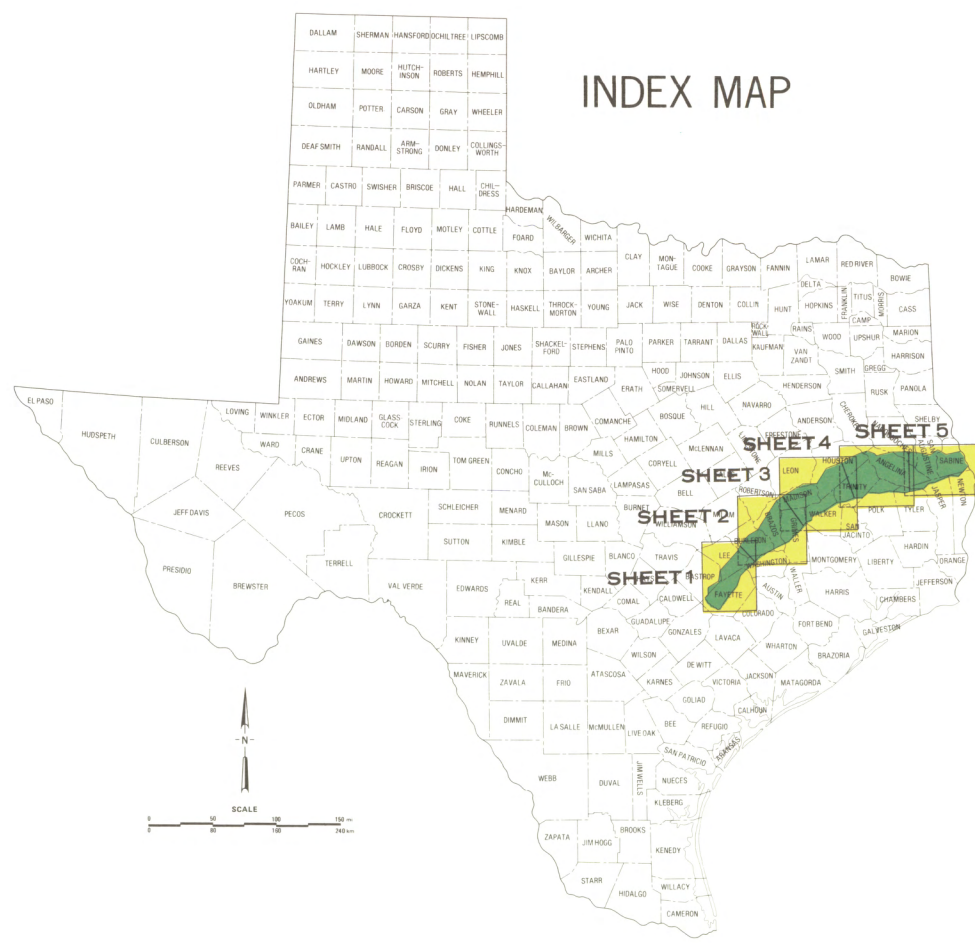 INDEX MAP
DALLAM SHERMAN HANSFORD OCHILTREE LIPSCOMB
HARTLEY MOORE HUTCH-
INSON ROBERTS HEMPHILL
OLDHAM POTTER CARSON GRAY WHEELER
DEAF SMITH RANDALL ARM-
STRONG DONLEY COLLINGS-
WORTH
PARMER CASTRO SWISHER BRISCOE HALL CHIL-
DRESS
HARDEMAN
BAILEY LAMB HALE FLOYD MOTLEY COTTLE FOARD WILBARGER WICHITA
CLAY MON-
TAGUE COOKE GRAYSON FANNIN LAMAR RED RIVER BOWIE
COCH-
RAN HOCKLEY LUBBOCK CROSBY DICKENS KING KNOX BAYLOR ARCHER
DELTA
HUNT HOPKINS FRANKLIN TITUS MORRIS CASS
CAMP
YOAKUM TERRY LYNN GARZA KENT STONE-
WALL HASKELL THROCK-
MORTON YOUNG JACK WISE DENTON COLLIN
ROCK-
WALL RAINS WOOD UPSHUR MARION
GAINES DAWSON BORDEN SCURRY FISHER JONES SHACKEL-
FORD STEPHENS PALO
PINTO PARKER TARRANT DALLAS KAUFMAN VAN
ZANDT HARRISON
SMITH GREGG
ANDREWS MARTIN HOWARD MITCHELL NOLAN TAYLOR CALLAHAN EASTLAND ERATH HOOD JOHNSON ELLIS HENDERSON RUSK PANOLA
SOMERVELL
EL PASO HUDSPETH CULBERSON LOVING WINKLER ECTOR MIDLAND GLASS-
COCK STERLING COKE RUNNELS COLEMAN BROWN COMANCHE BOSQUE HILL NAVARRO ANDERSON CHEROKEE SHELBY
HAMILTON FREESTONE
REEVES WARD CRANE UPTON REAGAN IRION TOM GREEN CONCHO Mc-
CULLOCH MILLS CORYELL McLENNAN
SHEET 4
SHEET 5
LEON HOUSTON ANGELINA SABINE
SHEET 3
SAN SABA LAMPASAS BELL ROBERTSON MADISON TRINITY NEWTON JASPER
JEFF DAVIS PECOS CROCKETT SCHLEICHER MENARD MASON LLANO BURNET WILLIAMSON MILAM BRAZOS GRIMES WALKER POLK TYLER
SHEET 2
SAN
JACINTO
SUTTON KIMBLE GILLESPIE BLANCO TRAVIS LEE BURLESON WASHINGTON WALLER MONTGOMERY LIBERTY HARDIN ORANGE
PRESIDIO BREWSTER TERRELL VAL VERDE EDWARDS KERR KENDALL BASTROP AUSTIN HARRIS CHAMBERS JEFFERSON
SHEET 1
REAL BANDERA COMAL CALDWELL FAYETTE COLORADO FORT BEND GALVESTON
KINNEY UVALDE MEDINA BEXAR GUADALUPE GONZALES LAVACA WHARTON BRAZORIA
WILSON DE WITT
MAVERICK ZAVALA FRIO ATASCOSA KARNES VICTORIA JACKSON MATAGORDA
GOLIAD CALHOUN
DIMMIT LA SALLE McMULLEN LIVE OAK BEE REFUGIO
ARANSAS
SAN PATRICIO
WEBB DUVAL JIM WELLS NUECES
KLEBERG
ZAPATA JIM HOGG BROOKS KENEDY
STARR HIDALGO WILLACY
CAMERON
-N-
SCALE
0 50 100 150 mi
0 80 160 240 km